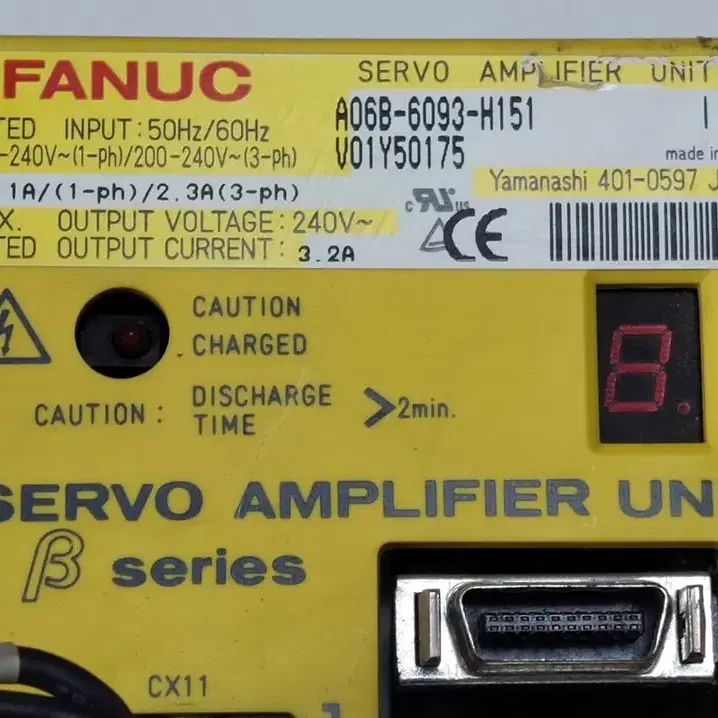 FANUC
SERVO AMPLIFIER UNIT
TED INPUT: 50Hz/60Hz
A06B-6093-H151
-240V~(1-ph)/200-240V~(3-ph)
V01Y50175
made in
1A/(1-ph)/2.3A(3-ph)
Yamanashi 401-0597 J
X. OUTPUT VOLTAGE: 240V~
c RU us
CE
TED OUTPUT CURRENT: 3.2A
CAUTION
CHARGED
8.
CAUTION: DISCHARGE
TIME
>2min.
SERVO AMPLIFIER UN
β series
CX11